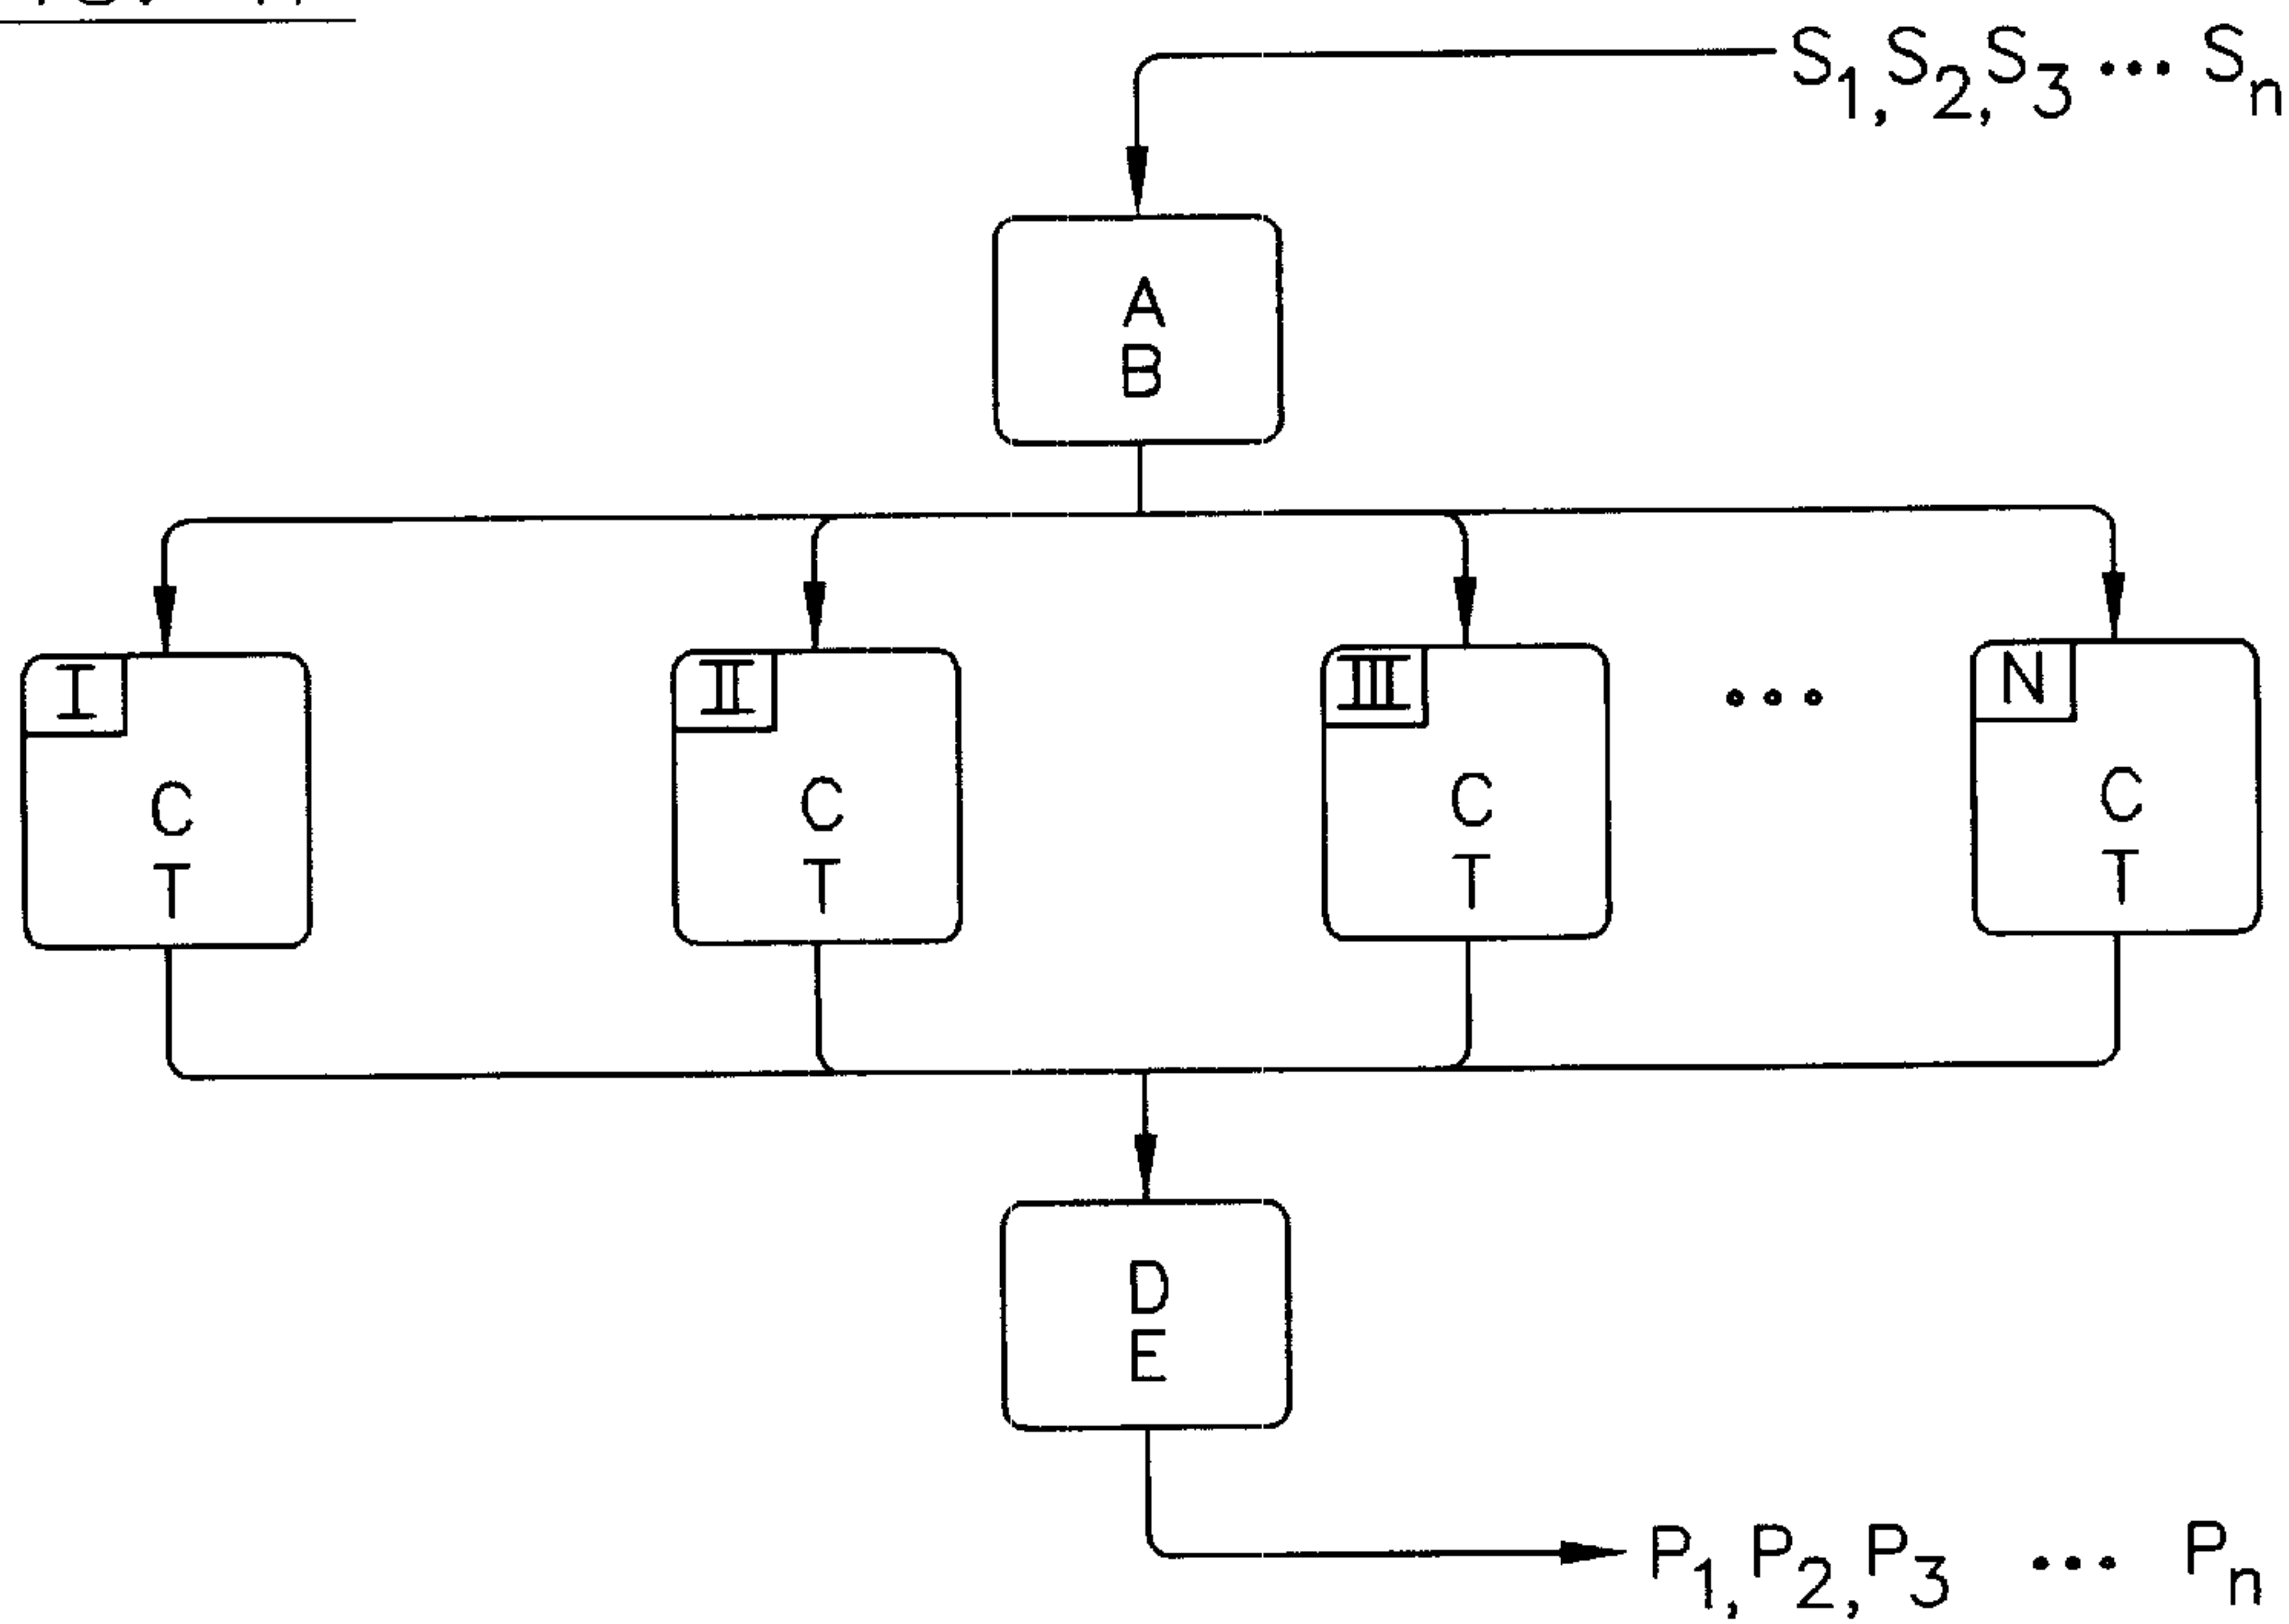 S1, S2, S3 ... Sn
A
B
I
II
III
...
N
C
C
C
C
T
T
T
T
D
E
P1, P2, P3 ... Pn